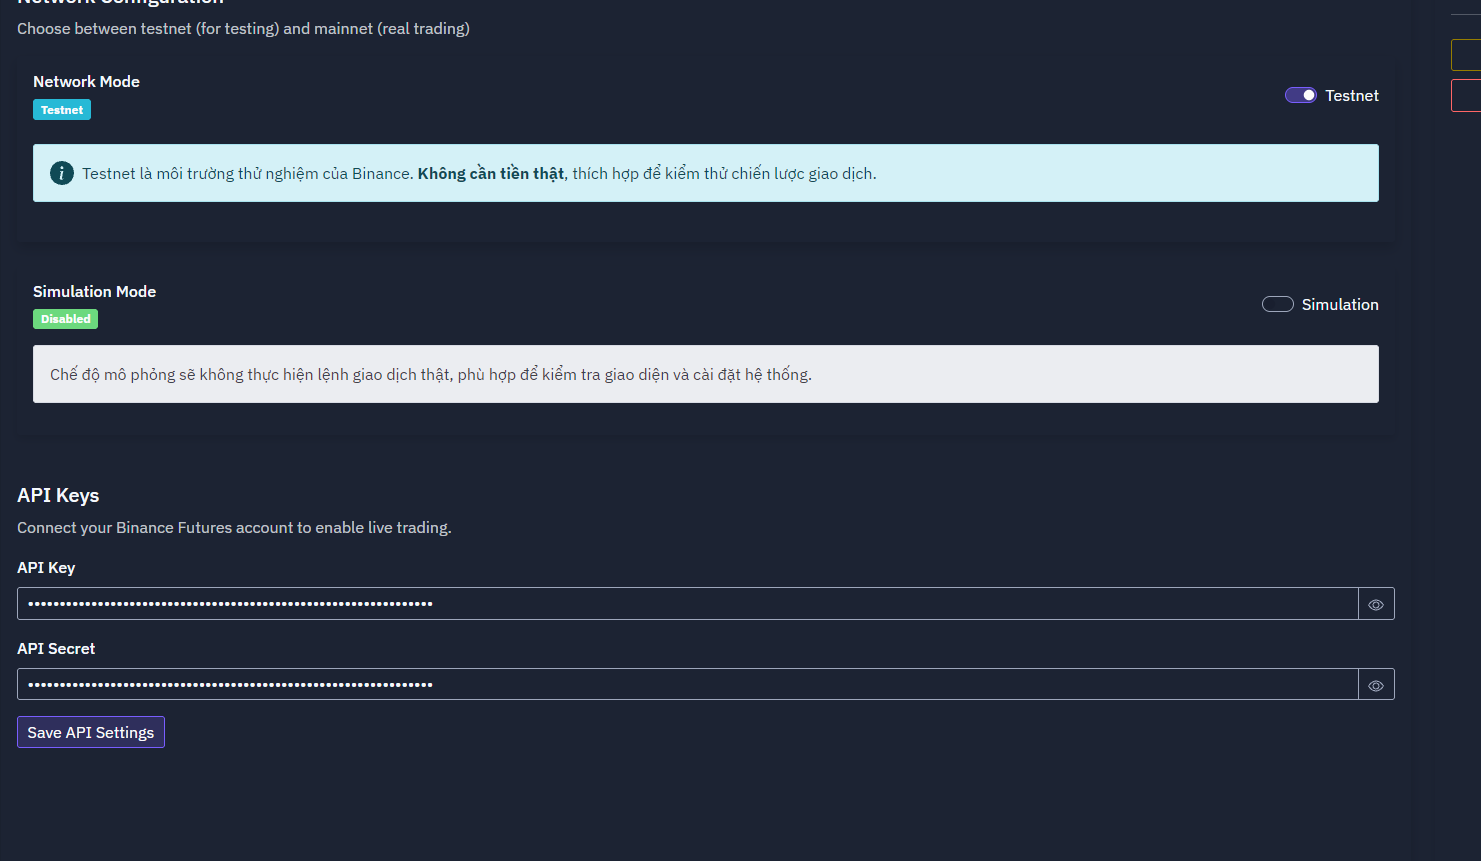 Network Configuration
Choose between testnet (for testing) and mainnet (real trading)
Network Mode
Testnet
Testnet
Testnet là môi trường thử nghiệm của Binance. Không cần tiền thật, thích hợp để kiểm thử chiến lược giao dịch.
Simulation Mode
Disabled
Simulation
Chế độ mô phỏng sẽ không thực hiện lệnh giao dịch thật, phù hợp để kiểm tra giao diện và cài đặt hệ thống.
API Keys
Connect your Binance Futures account to enable live trading.
API Key
API Secret
Save API Settings